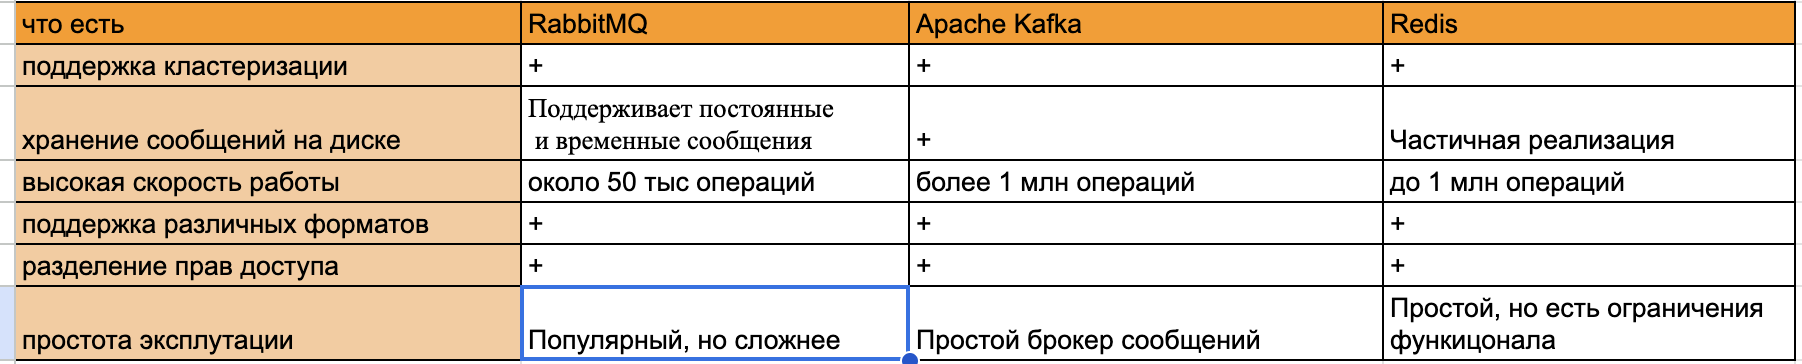 что есть RabbitMQ Apache Kafka Redis
поддержка кластеризации + + +
Поддерживает постоянные
хранение сообщений на диске и временные сообщения + Частичная реализация
высокая скорость работы около 50 тыс операций более 1 млн операций до 1 млн операций
поддержка различных форматов + + +
разделение прав доступа + + +
Простой, но есть ограничения
простота эксплутации Популярный, но сложнее Простой брокер сообщений функицонала